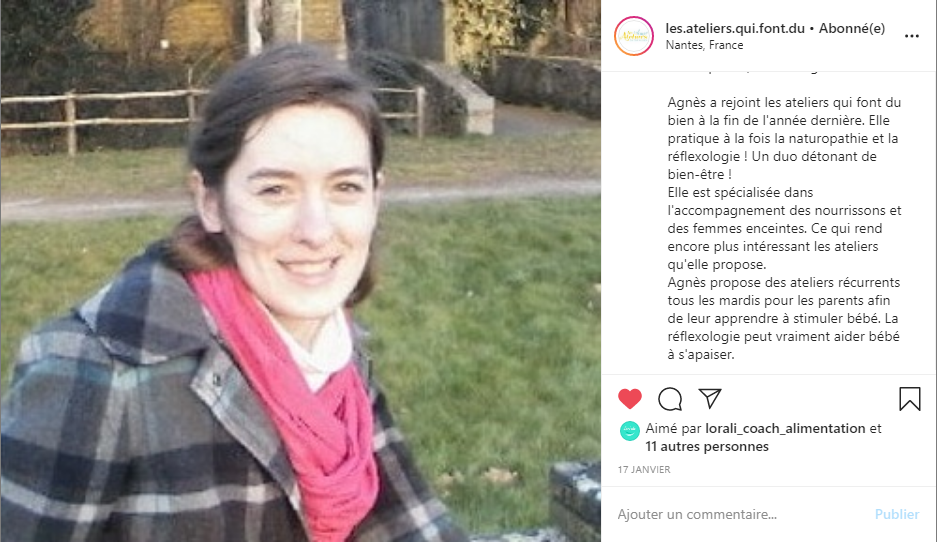 les.ateliers.qui.font.du • Abonné(e)
Nantes, France
Agnès a rejoint les ateliers qui font du
bien à la fin de l'année dernière. Elle
pratique à la fois la naturopathie et la
réflexologie ! Un duo détonant de
bien-être !
Elle est spécialisée dans
l'accompagnement des nourrissons et
des femmes enceintes. Ce qui rend
encore plus intéressant les ateliers
qu'elle propose.
Agnès propose des ateliers récurrents
tous les mardis pour les parents afin
de leur apprendre à stimuler bébé. La
réflexologie peut vraiment aider bébé
à s'apaiser.
Aimé par lorali_coach_alimentation et
11 autres personnes
17 JANVIER
Ajouter un commentaire... Publier